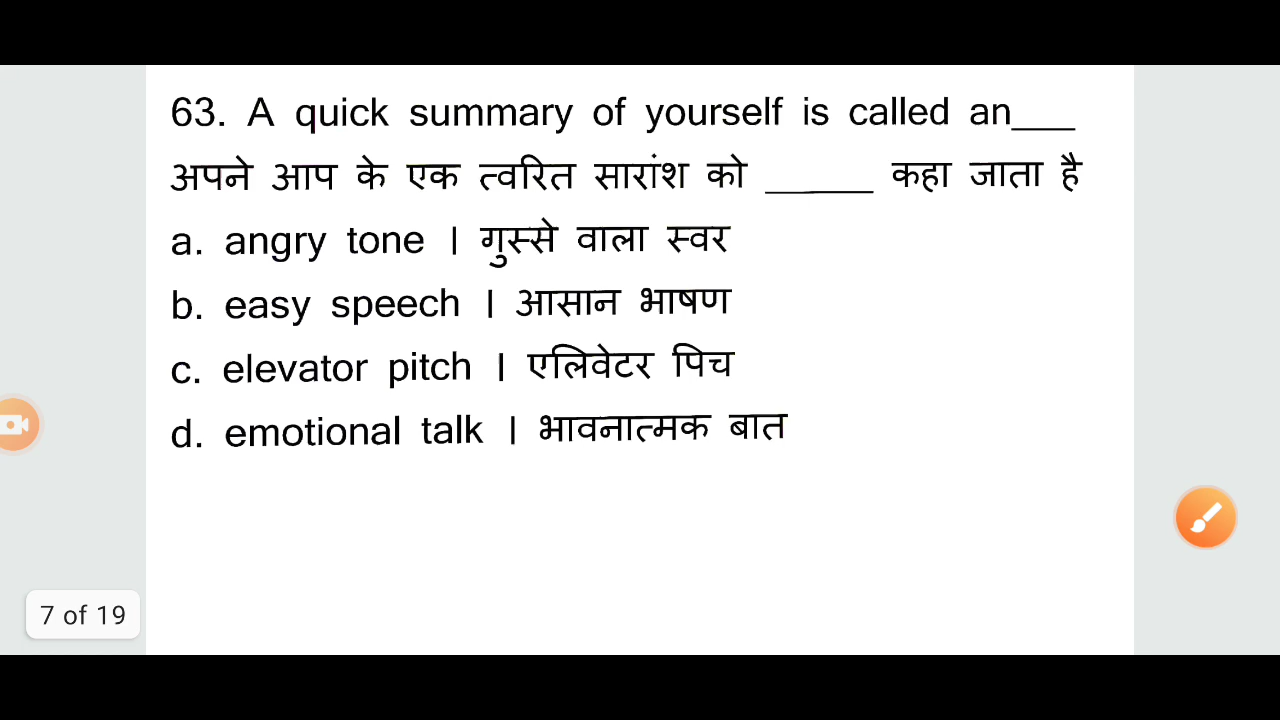 63. A quick summary of yourself is called an___
अपने आप के एक त्वरित सारांश को _____ कहा जाता है
a. angry tone | गुस्से वाला स्वर
b. easy speech | आसान भाषण
c. elevator pitch | एलिवेटर पिच
d. emotional talk | भावनात्मक बात
7 of 19